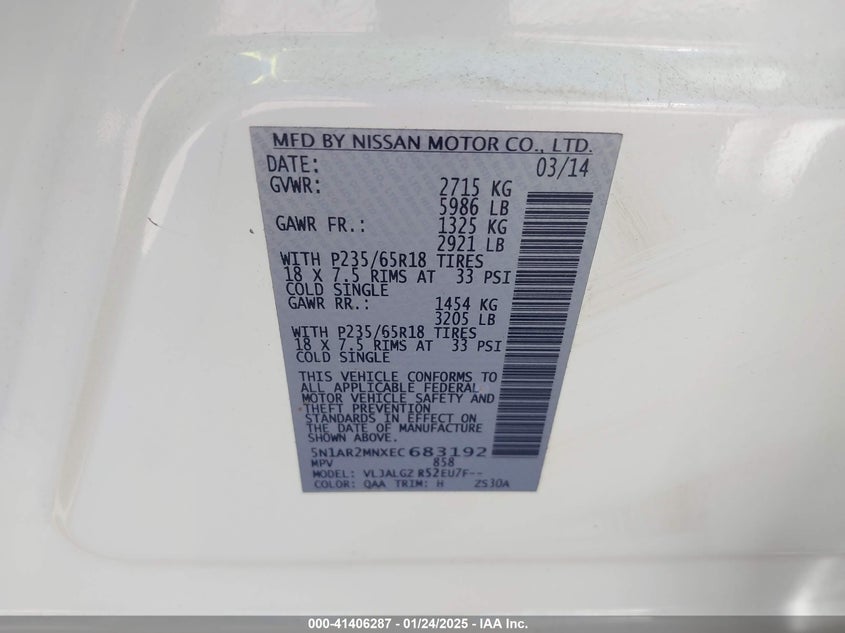 MFD BY NISSAN MOTOR CO., LTD.
DATE: 03/14
GVWR: 2715 KG
5986 LB
GAWR FR.: 1325 KG
2921 LB
WITH P235/65R18 TIRES
18 X 7.5 RIMS AT 33 PSI
COLD SINGLE
GAWR RR.: 1454 KG
3205 LB
WITH P235/65R18 TIRES
18 X 7.5 RIMS AT 33 PSI
COLD SINGLE
THIS VEHICLE CONFORMS TO
ALL APPLICABLE FEDERAL
MOTOR VEHICLE SAFETY AND
THEFT PREVENTION
STANDARDS IN EFFECT ON
THE DATE OF MANUFACTURE
SHOWN ABOVE.
5N1AR2MNXEC683192
MPV 858
MODEL: VLJALGZ R52EU7F--
COLOR: QAA TRIM: H ZS30A
000-41406287 - 01/24/2025 - IAA Inc.